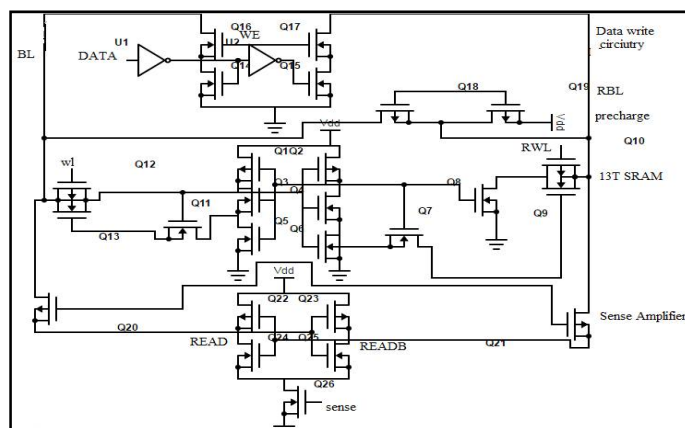 Q16 Q17
Data write circiutry
U1
WE
U2
BL
DATA
Q14 Q15
Q18
Q19
RBL precharge
Vdd
Vdd
RWL
Q10
Q12
Q1Q2
wl
Q3
Q4
Q8
13T SRAM
Q11
Q5
Q6
Q7
Q9
Q13
Vdd
Q22 Q23
Sense Amplifier
Q20
READ
Q24 Q25
READB
Q21
Q26
sense